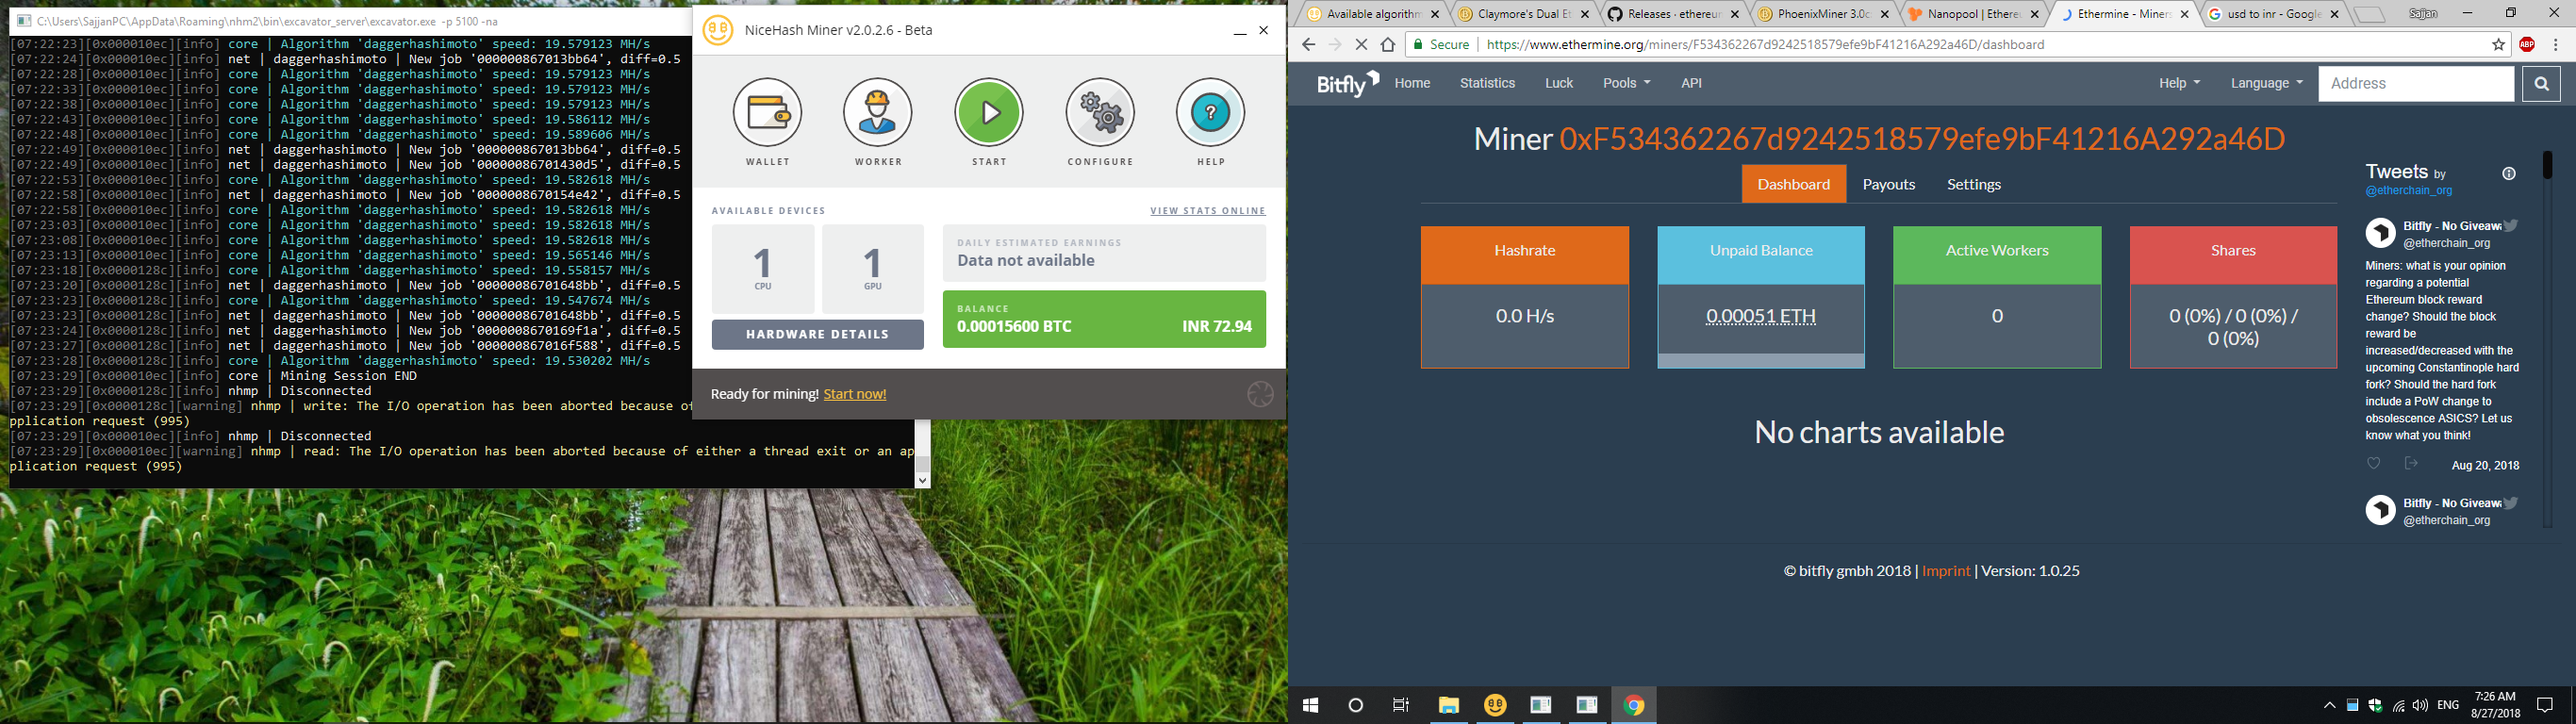 C:\Users\SajjanPC\AppData\Roaming\nhm2\bin\excavator_server\excavator.exe -p 5100 -na
[07:22:23][0x000010ec][info] core | Algorithm 'daggerhashimoto' speed: 19.579123 MH/s
[07:22:24][0x000010ec][info] net | daggerhashimoto | New job '000000867013bb64', diff=0.5
[07:22:28][0x000010ec][info] core | Algorithm 'daggerhashimoto' speed: 19.579123 MH/s
[07:22:33][0x000010ec][info] core | Algorithm 'daggerhashimoto' speed: 19.579123 MH/s
[07:22:38][0x000010ec][info] core | Algorithm 'daggerhashimoto' speed: 19.579123 MH/s
[07:22:43][0x000010ec][info] core | Algorithm 'daggerhashimoto' speed: 19.586112 MH/s
[07:22:48][0x000010ec][info] core | Algorithm 'daggerhashimoto' speed: 19.589606 MH/s
[07:22:49][0x000010ec][info] net | daggerhashimoto | New job '000000867013bb64', diff=0.5
[07:22:49][0x000010ec][info] net | daggerhashimoto | New job '00000086701430d5', diff=0.5
[07:22:53][0x000010ec][info] core | Algorithm 'daggerhashimoto' speed: 19.582618 MH/s
[07:22:58][0x000010ec][info] net | daggerhashimoto | New job '0000008670154e42', diff=0.5
[07:22:58][0x000010ec][info] core | Algorithm 'daggerhashimoto' speed: 19.582618 MH/s
[07:23:03][0x000010ec][info] core | Algorithm 'daggerhashimoto' speed: 19.582618 MH/s
[07:23:08][0x000010ec][info] core | Algorithm 'daggerhashimoto' speed: 19.582618 MH/s
[07:23:13][0x000010ec][info] core | Algorithm 'daggerhashimoto' speed: 19.565146 MH/s
[07:23:18][0x0000128c][info] core | Algorithm 'daggerhashimoto' speed: 19.558157 MH/s
[07:23:20][0x0000128c][info] net | daggerhashimoto | New job '00000086701648bb', diff=0.5
[07:23:23][0x0000128c][info] core | Algorithm 'daggerhashimoto' speed: 19.547674 MH/s
[07:23:23][0x0000128c][info] net | daggerhashimoto | New job '00000086701648bb', diff=0.5
[07:23:24][0x0000128c][info] net | daggerhashimoto | New job '0000008670169f1a', diff=0.5
[07:23:27][0x0000128c][info] net | daggerhashimoto | New job '000000867016f588', diff=0.5
[07:23:28][0x0000128c][info] core | Algorithm 'daggerhashimoto' speed: 19.530202 MH/s
[07:23:29][0x000010ec][info] core | Mining Session END
[07:23:29][0x0000128c][info] nhmp | Disconnected
[07:23:29][0x0000128c][warning] nhmp | write: The I/O operation has been aborted because of
pplication request (995)
[07:23:29][0x000010ec][info] nhmp | Disconnected
[07:23:29][0x000010ec][warning] nhmp | read: The I/O operation has been aborted because of either a thread exit or an ap
plication request (995)
NiceHash Miner v2.0.2.6 - Beta
WALLET
WORKER
START
CONFIGURE
HELP
AVAILABLE DEVICES
VIEW STATS ONLINE
1
CPU
1
GPU
HARDWARE DETAILS
DAILY ESTIMATED EARNINGS
Data not available
BALANCE
0.00015600 BTC
INR 72.94
Ready for mining! Start now!
Available algorithm
Claymore's Dual Et
Releases · ethereum
PhoenixMiner 3.0c
Nanopool | Ethere
Ethermine - Miners
usd to inr - Google
Sajjan
Secure
https://www.ethermine.org/miners/F534362267d9242518579efe9bF41216A292a46D/dashboard
ABP
Bitfly
Home
Statistics
Luck
Pools
API
Help
Language
Address
Miner 0xF534362267d9242518579efe9bF41216A292a46D
Dashboard
Payouts
Settings
Hashrate
0.0 H/s
Unpaid Balance
0.00051 ETH
Active Workers
0
Shares
0 (0%) / 0 (0%) /
0 (0%)
No charts available
Tweets by
@etherchain_org
Bitfly - No Giveaw
@etherchain_org
Miners: what is your opinion
regarding a potential
Ethereum block reward
change? Should the block
reward be
increased/decreased with the
upcoming Constantinople hard
fork? Should the hard fork
include a PoW change to
obsolescence ASICS? Let us
know what you think!
Aug 20, 2018
Bitfly - No Giveaw
@etherchain_org
© bitfly gmbh 2018 | Imprint | Version: 1.0.25
ENG
7:26 AM
8/27/2018